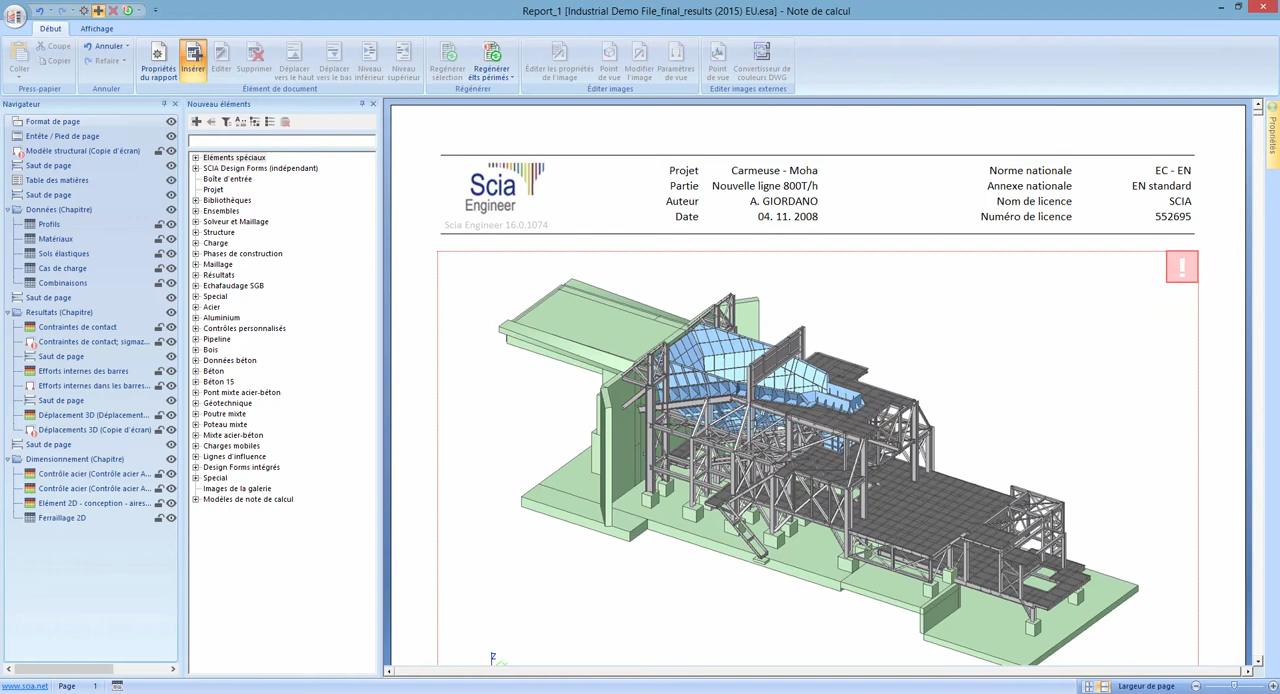 Report_1 [Industrial Demo File_final_results (2015) EU.esa] - Note de calcul
Début
Affichage
Coller
Coupe
Copier
Press-papier
Annuler
Refaire
Annuler
Propriétés du rapport
Insérer
Editer
Supprimer
Déplacer vers le haut
Déplacer vers le bas
Niveau inférieur
Niveau supérieur
Élément de document
Regénérer sélection
Regénérer élts périmés
Régénérer
Éditer les propriétés de l'image
Point de vue
Modifier l'image
Paramètres de vue
Éditer images
Point de vue
Convertisseur de couleurs DWG
Editer images externes
Navigateur
Format de page
Entête / Pied de page
Modèle structural (Copie d'écran)
Saut de page
Table des matières
Saut de page
Données (Chapitre)
Profils
Matériaux
Sols élastiques
Cas de charge
Combinaisons
Saut de page
Resultats (Chapitre)
Contraintes de contact
Contraintes de contact; sigmaz...
Saut de page
Efforts internes des barres
Efforts internes dans les barres...
Saut de page
Déplacement 3D (Déplacement...
Déplacements 3D (Copie d'écran)
Saut de page
Dimensionnement (Chapitre)
Contrôle acier (Contrôle acier A...
Contrôle acier (Contrôle acier A...
Elément 2D - conception - aires...
Ferraillage 2D
Nouveau éléments
Eléments spéciaux
SCIA Design Forms (indépendant)
Boîte d'entrée
Projet
Bibliothèques
Ensembles
Solveur et Maillage
Structure
Charge
Phases de construction
Maillage
Résultats
Echafaudage SGB
Special
Acier
Aluminium
Contrôles personnalisés
Pipeline
Bois
Données béton
Béton
Béton 15
Pont mixte acier-béton
Géotechnique
Poutre mixte
Poteau mixte
Mixte acier-béton
Charges mobiles
Lignes d'influence
Design Forms intégrés
Special
Images de la galerie
Modèles de note de calcul
Scia
Engineer
Scia Engineer 16.0.1074
Projet Carmeuse - Moha
Partie Nouvelle ligne 800T/h
Auteur A. GIORDANO
Date 04. 11. 2008
Norme nationale EC - EN
Annexe nationale EN standard
Nom de licence SCIA
Numéro de licence 552695
!
Z
Propriétés
www.scia.net
Page 1
Largeur de page